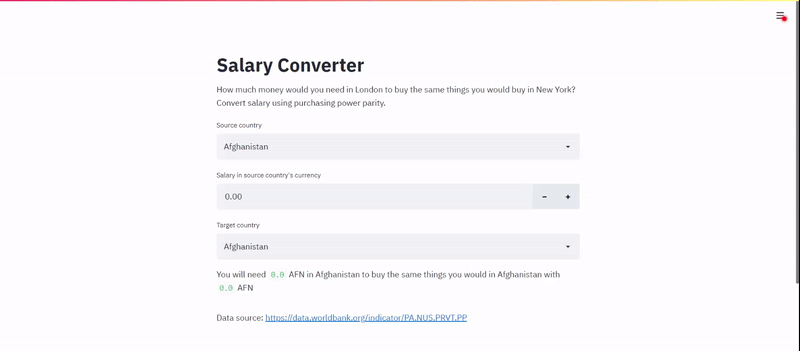 Salary Converter
How much money would you need in London to buy the same things you would buy in New York?
Convert salary using purchasing power parity.
Source country
Afghanistan
Salary in source country's currency
0.00
Target country
Afghanistan
You will need 0.0 AFN in Afghanistan to buy the same things you would in Afghanistan with
0.0 AFN
Data source: https://data.worldbank.org/indicator/PA.NUS.PRVT.PP